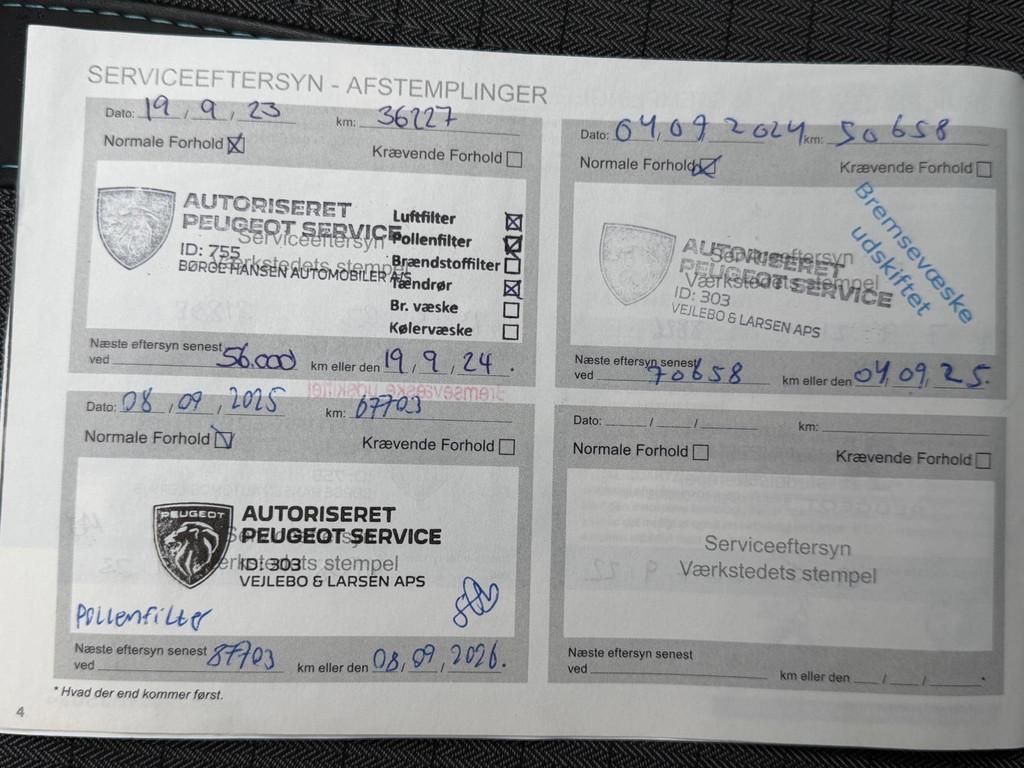 SERVICEEFTERSYN - AFSTEMPLINGER
Dato: 19 / 9 / 23 km: 36227
Normale Forhold Krævende Forhold
AUTORISERET
PEUGEOT SERVICE
Serviceeftersyn
ID: 755
Værkstedets stempel
BØRGE HANSEN AUTOMOBILER A/S
Luftfilter
Pollenfilter
Brændstoffilter
Tændrør
Br. væske
Kølervæske
Næste eftersyn senest
ved 56.000 km eller den 19 / 9 / 24 .
Dato: 04, 09, 2024 km: 50658
Normale Forhold Krævende Forhold
Bremsevæske
udskiftet
AUTORISERET
PEUGEOT SERVICE
Serviceeftersyn
Værkstedets stempel
ID: 303
VEJLEBO & LARSEN APS
Næste eftersyn senest
ved 70658 km eller den 04, 09, 25.
Dato: 08, 09, 2025 km: 67703
Normale Forhold Krævende Forhold
PEUGEOT
AUTORISERET
PEUGEOT SERVICE
Serviceeftersyn
ID: 303
Værkstedets stempel
VEJLEBO & LARSEN APS
Pollenfilter
Næste eftersyn senest
ved 87703 km eller den 08, 09, 2026.
Dato: / / km:
Normale Forhold Krævende Forhold
Serviceeftersyn
Værkstedets stempel
Næste eftersyn senest
ved km eller den / / *
* Hvad der end kommer først.
4